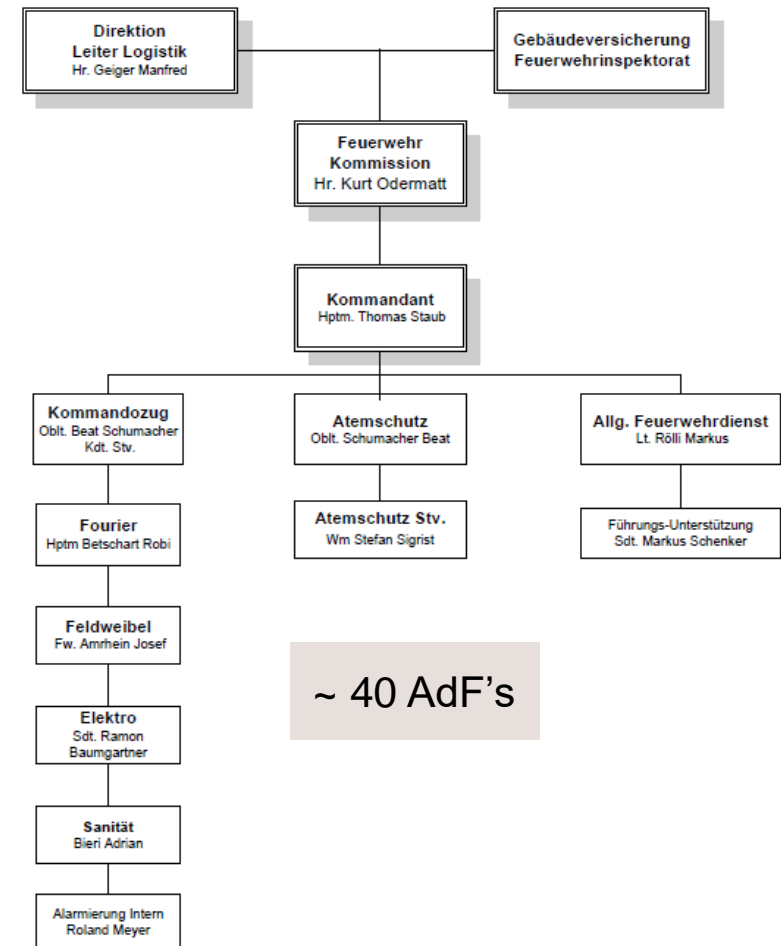 Direktion
Leiter Logistik
Hr. Geiger Manfred
Gebäudeversicherung
Feuerwehrinspektorat
Feuerwehr
Kommission
Hr. Kurt Odermatt
Kommandant
Hptm. Thomas Staub
Kommandozug
Oblt. Beat Schumacher
Kdt. Stv.
Atemschutz
Oblt. Schumacher Beat
Allg. Feuerwehrdienst
Lt. Rölli Markus
Fourier
Hptm Betschart Robi
Atemschutz Stv.
Wm Stefan Sigrist
Führungs-Unterstützung
Sdt. Markus Schenker
Feldweibel
Fw. Amrhein Josef
~ 40 AdF's
Elektro
Sdt. Ramon
Baumgartner
Sanität
Bieri Adrian
Alarmierung Intern
Roland Meyer